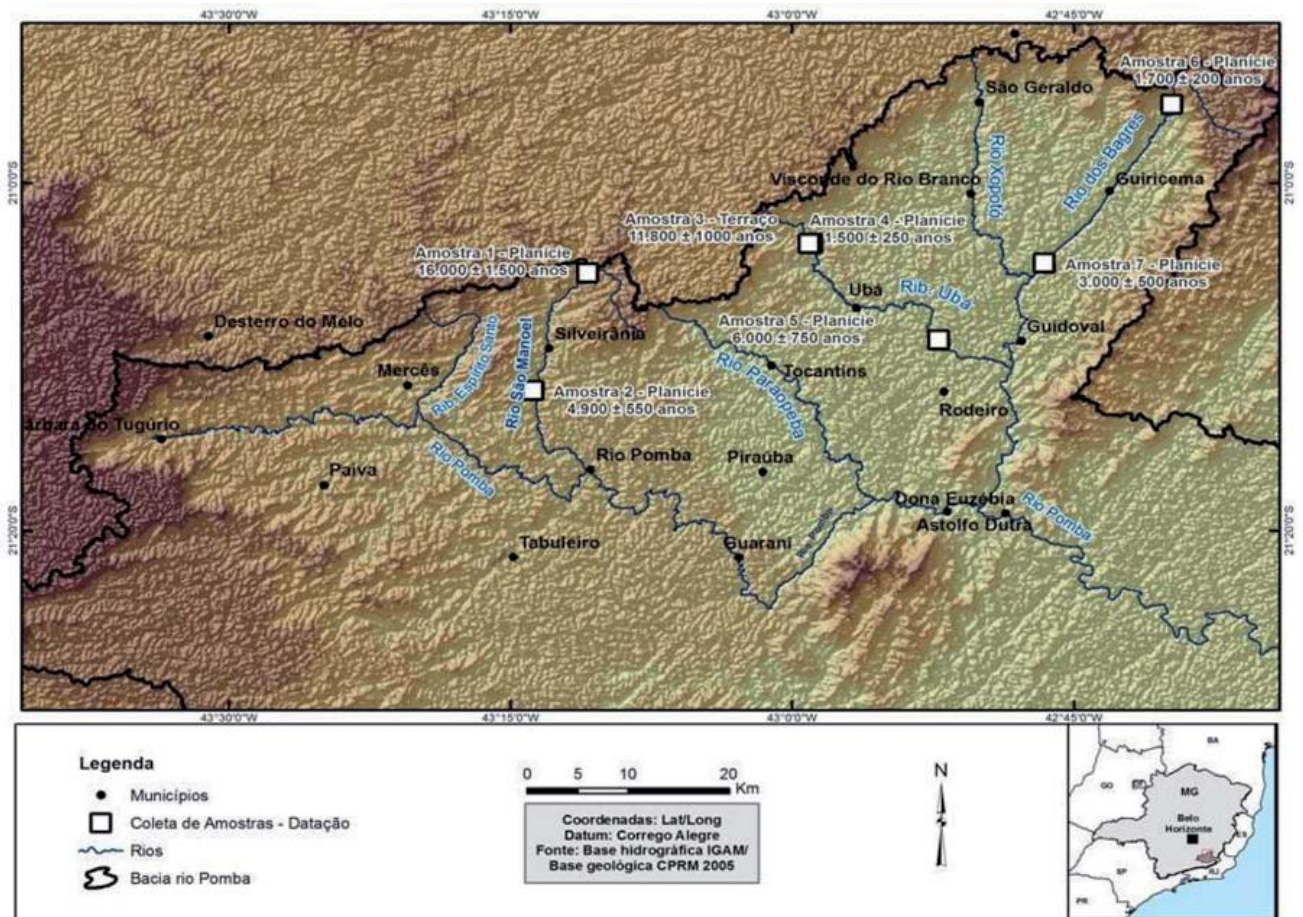 43°30'0"W
43°15'0"W
43°0'0"W
42°45'0"W
Amostra 6 - Planície
1.700 ± 200 anos
São Geraldo
Rio Xopotó
Rio dos Bagres
21°0'0"S
21°0'0"S
Visconde do Rio Branco
Guiricema
Amostra 3 - Terraço
11.800 ± 1000 anos
Amostra 4 - Planície
1.500 ± 250 anos
Amostra 1 - Planície
16.000 ± 1.500 anos
Amostra 7 - Planície
3.000 ± 500 anos
Ubá
Rib. Ubá
Desterro do Melo
Silveirânia
Amostra 5 - Planície
6.000 ± 750 anos
Guidoval
Mercês
Rib. Espírito Santo
Rio São Manoel
Rio Paraopeba
Tocantins
Amostra 2 - Planície
4.900 ± 550 anos
Rodeiro
árbara do Tugúrio
Rio Pomba
Paiva
Rio Pomba
Piraúba
Dona Euzébia
Astolfo Dutra
Rio Pomba
21°20'0"S
21°20'0"S
Tabuleiro
Guarani
43°30'0"W
43°15'0"W
43°0'0"W
42°45'0"W
Legenda
Municípios
Coleta de Amostras - Datação
Rios
Bacia rio Pomba
0 5 10 20
Km
Coordenadas: Lat/Long
Datum: Corrego Alegre
Fonte: Base hidrográfica IGAM/
Base geológica CPRM 2005
N
BA
GO
DF
MG
Belo
Horizonte
ES
SP
RJ
PR